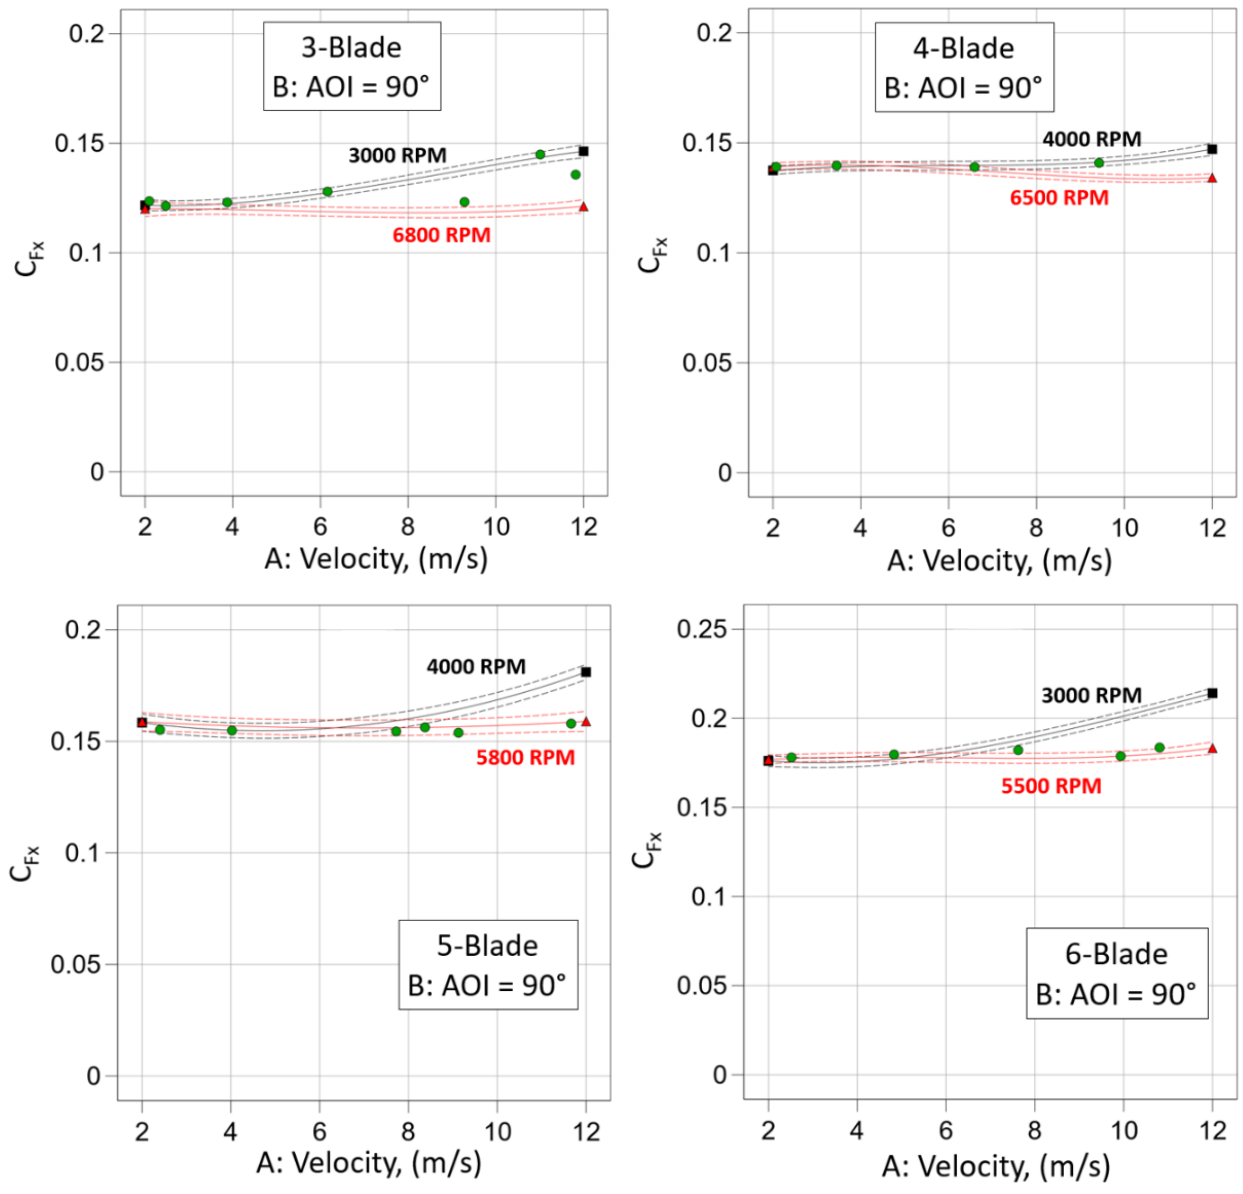 0.2
0.15
0.1
0.05
0
C_Fx
3-Blade
B: AOI = 90°
3000 RPM
6800 RPM
2 4 6 8 10 12
A: Velocity, (m/s)
0.2
0.15
0.1
0.05
0
C_Fx
4-Blade
B: AOI = 90°
4000 RPM
6500 RPM
2 4 6 8 10 12
A: Velocity, (m/s)
0.2
0.15
0.1
0.05
0
C_Fx
4000 RPM
5800 RPM
5-Blade
B: AOI = 90°
2 4 6 8 10 12
A: Velocity, (m/s)
0.25
0.2
0.15
0.1
0.05
0
C_Fx
3000 RPM
5500 RPM
6-Blade
B: AOI = 90°
2 4 6 8 10 12
A: Velocity, (m/s)